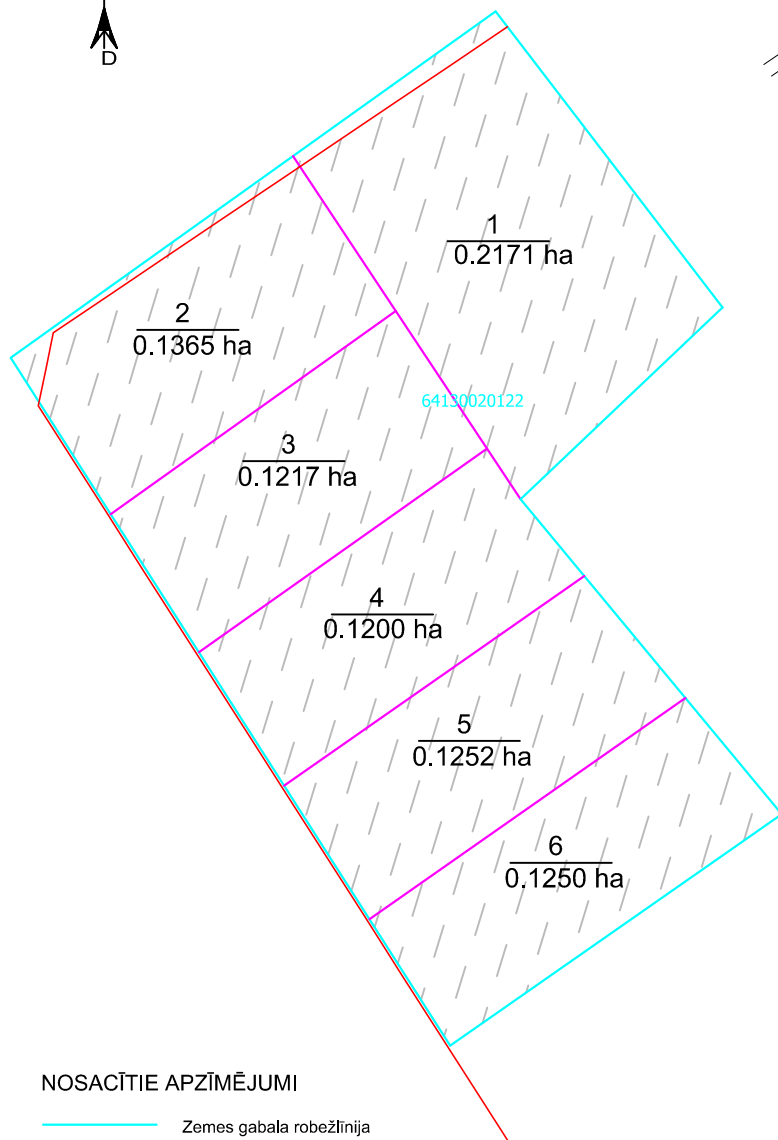 D
1
0.2171 ha
2
0.1365 ha
64130020122
3
0.1217 ha
4
0.1200 ha
5
0.1252 ha
6
0.1250 ha
NOSACĪTIE APZĪMĒJUMI
Zemes gabala robežlīnija